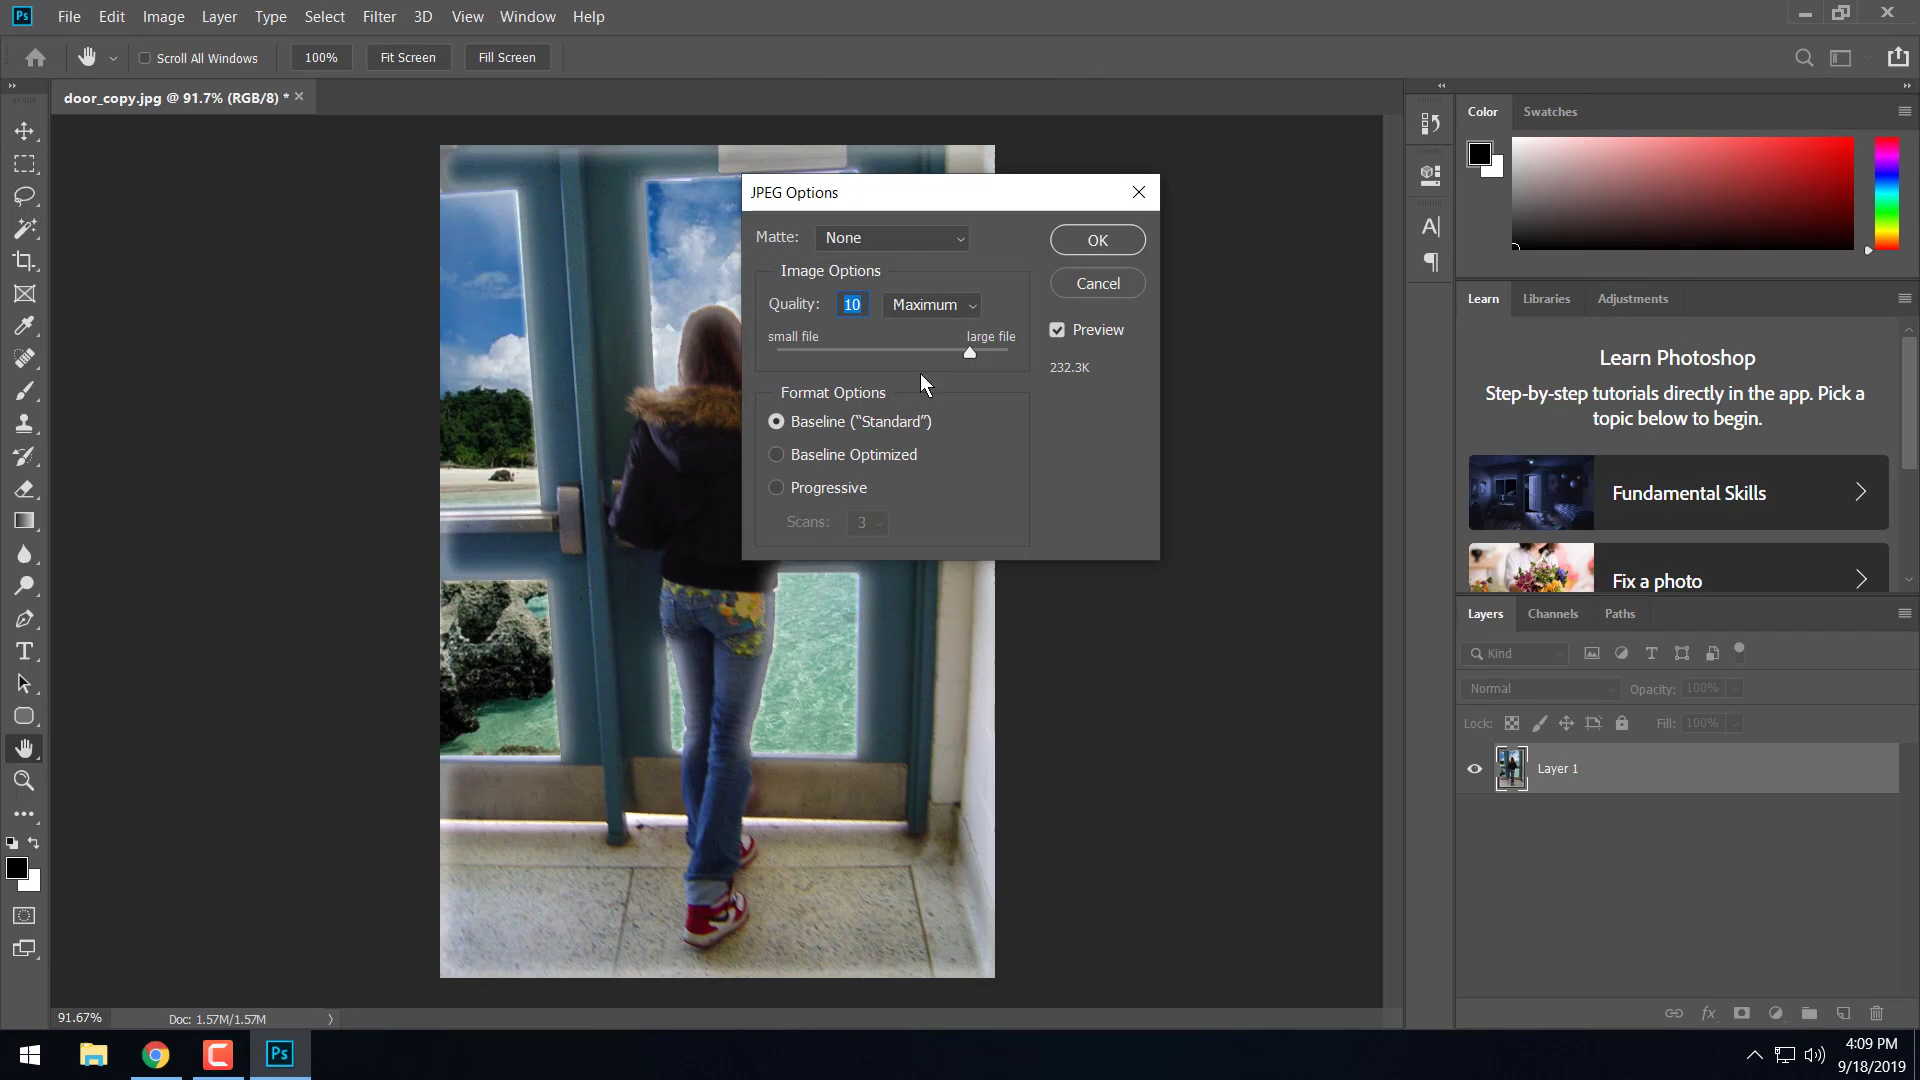 Ps File Edit Image Layer Type Select Filter 3D View Window Help
Scroll All Windows 100% Fit Screen Fill Screen
door_copy.jpg @ 91.7% (RGB/8) *
JPEG Options
Matte: None
OK
Image Options
Quality: 10 Maximum
Cancel
small file large file
Preview
232.3K
Format Options
Baseline (“Standard”)
Baseline Optimized
Progressive
Scans: 3
Color Swatches
A
Learn Libraries Adjustments
Learn Photoshop
Step-by-step tutorials directly in the app. Pick a
topic below to begin.
Fundamental Skills
Fix a photo
Layers Channels Paths
Kind
Normal Opacity: 100%
Lock: Fill: 100%
Layer 1
T
fx
91.67% Doc: 1.57M/1.57M
Ps
4:09 PM
9/18/2019